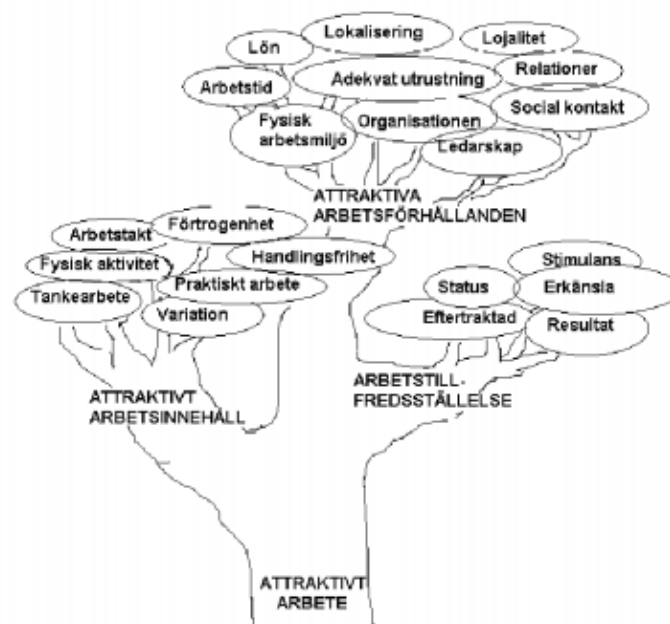 Lokalisering
Lojalitet
Lön
Relationer
Adekvat utrustning
Arbetstid
Social kontakt
Fysisk
arbetsmiljö
Organisationen
Ledarskap
ATTRAKTIVA
ARBETSFÖRHÅLLANDEN
Förtrogenhet
Arbetstakt
Handlingsfrihet
Fysisk aktivitet
Praktiskt arbete
Tankearbete
Variation
Stimulans
Status
Erkänsla
Eftertraktad
Resultat
ATTRAKTIVT
ARBETSINNEHÅLL
ARBETSTILL-
FREDSSTÄLLELSE
ATTRAKTIVT
ARBETE